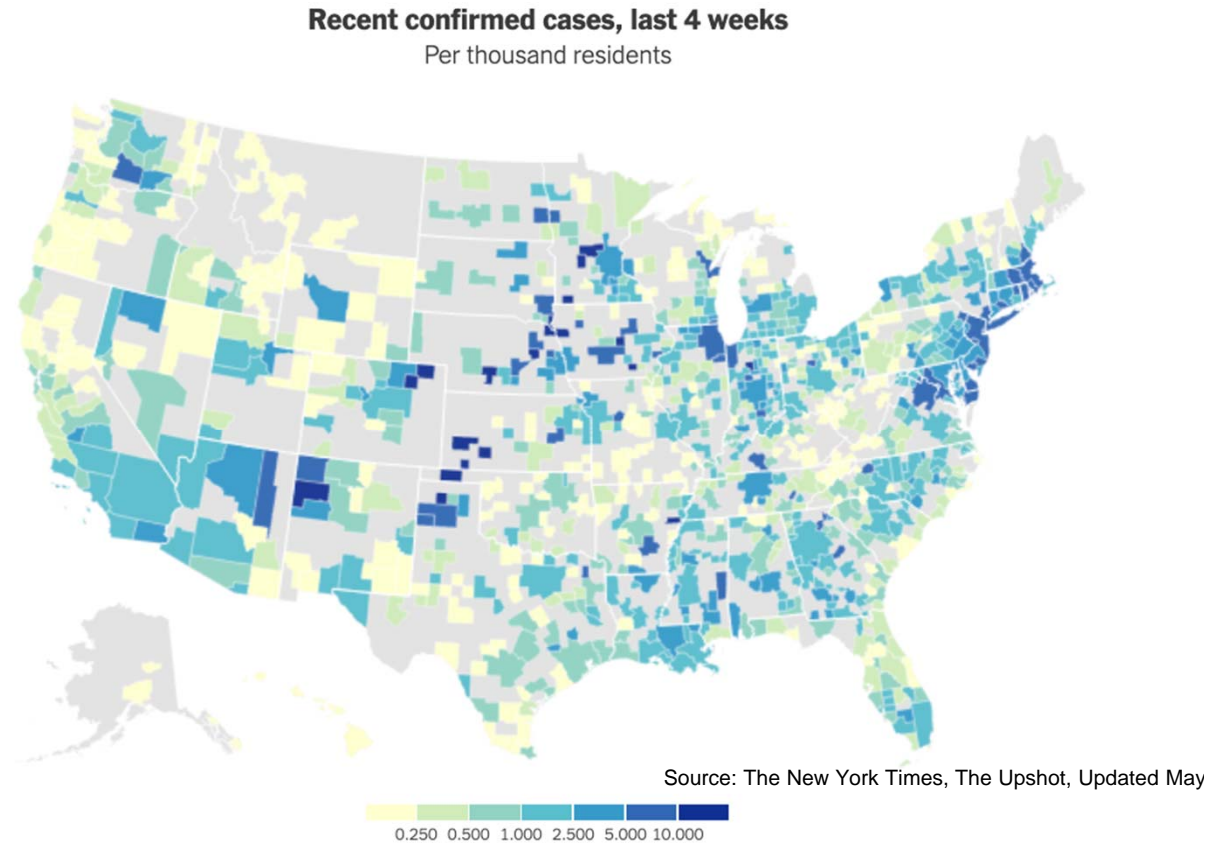 Recent confirmed cases, last 4 weeks
Per thousand residents
Source: The New York Times, The Upshot, Updated May
0.250 0.500 1.000 2.500 5.000 10.000